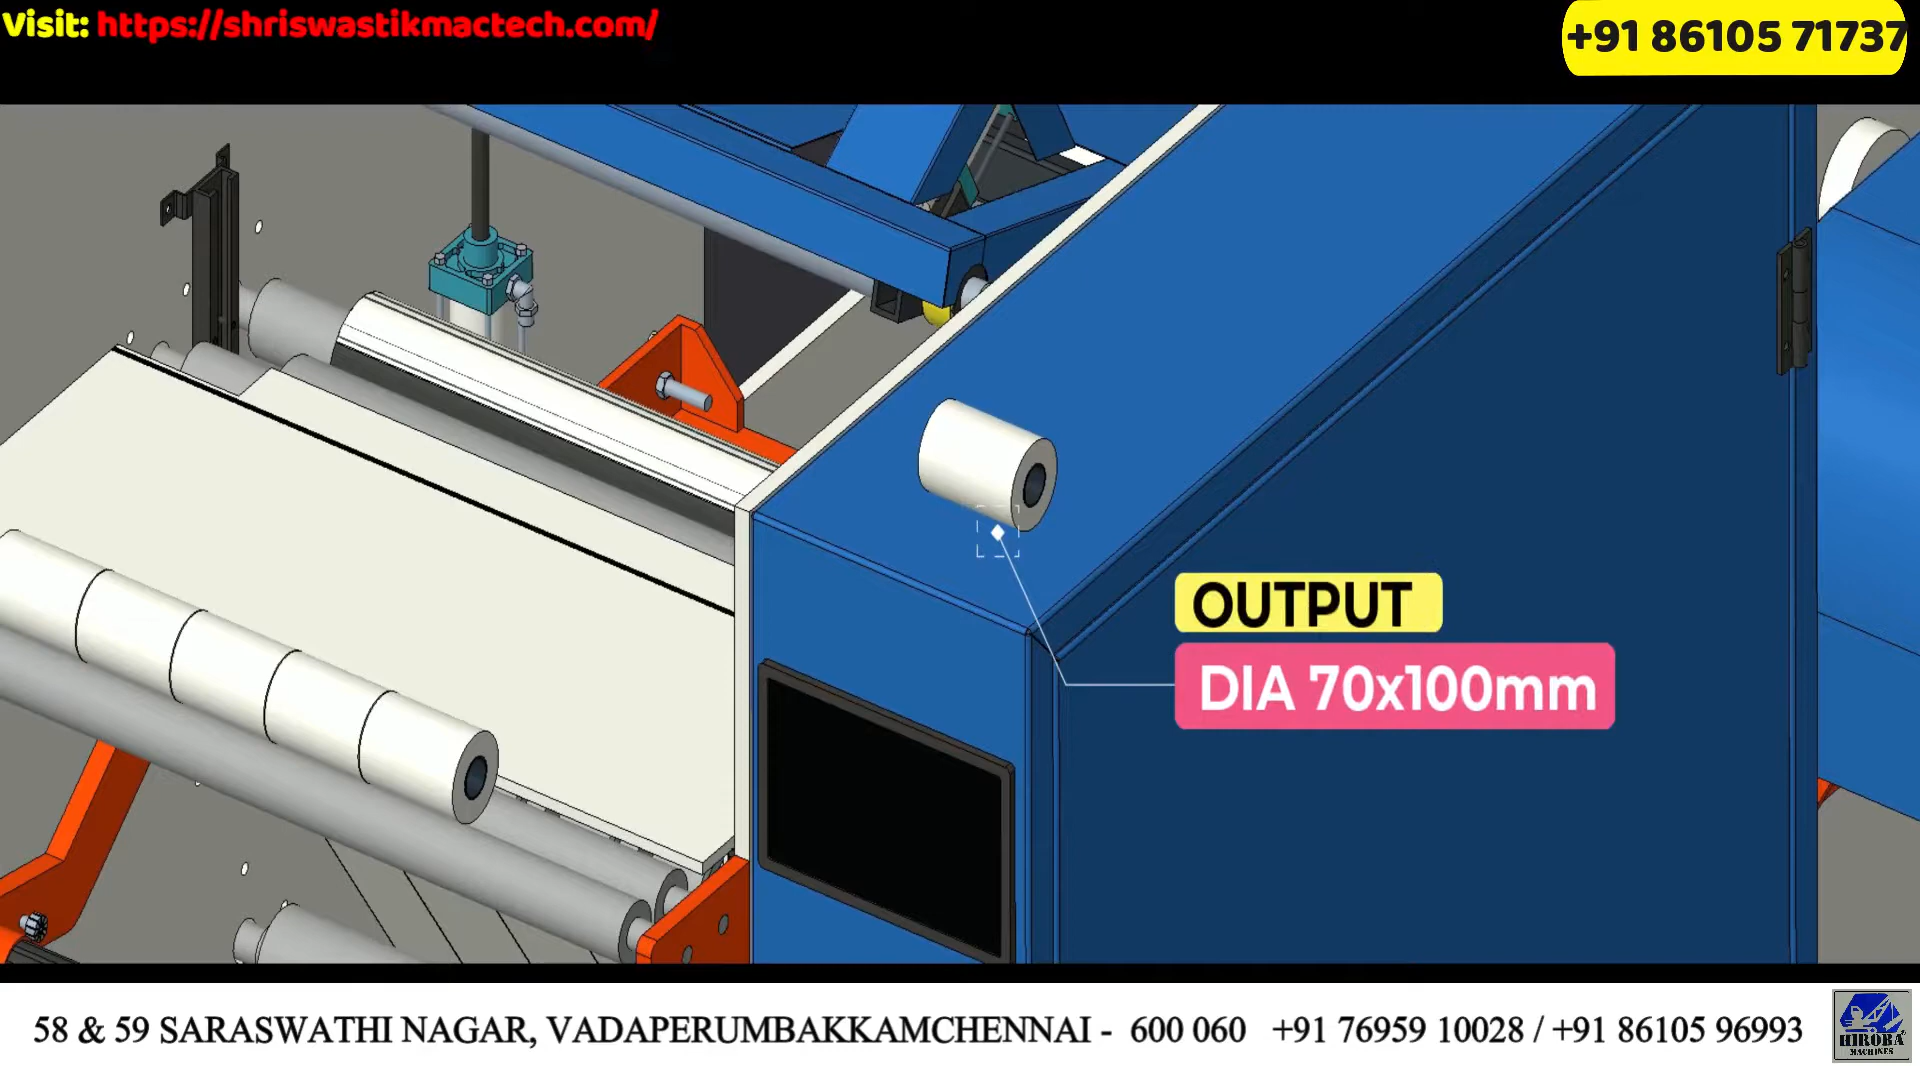 Visit: https://shriswastikmactech.com/
+91 86105 71737
OUTPUT
DIA 70x100mm
58 & 59 SARASWATHI NAGAR, VADAPERUMBAKKAMCHENNAI - 600 060 +91 76959 10028 / +91 86105 96993
HIROBA
MACHINES